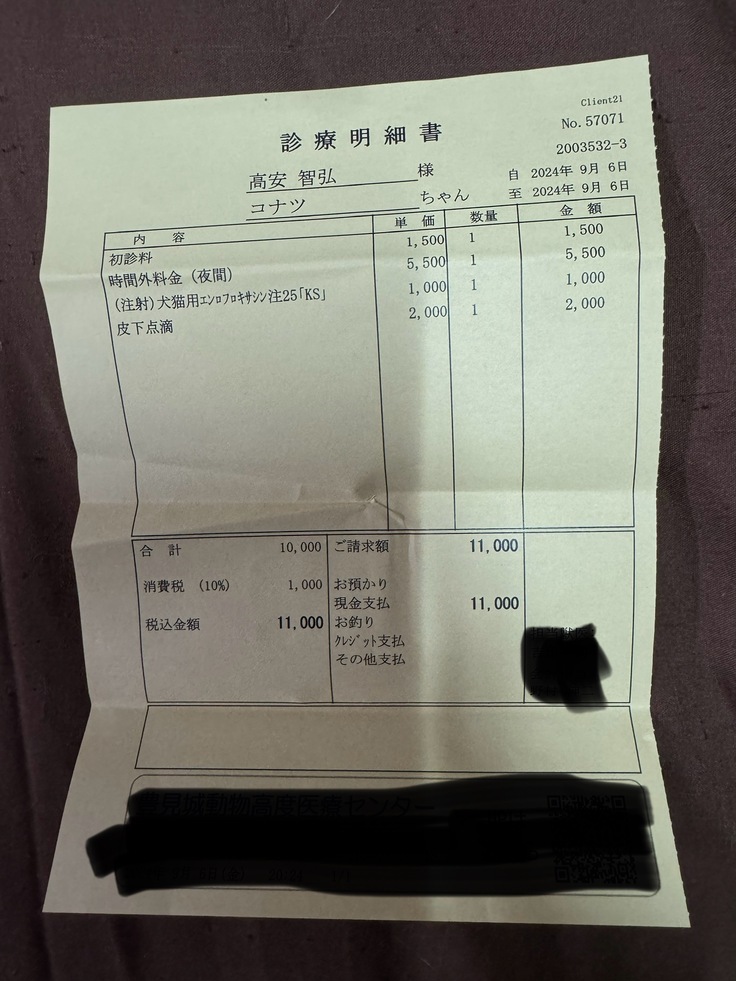 Client21
診療明細書
No.57071
2003532-3
高安 智弘 様
自 2024年 9月 6日
コナツ ちゃん
至 2024年 9月 6日
内 容 単 価 数量 金 額
初診料 1,500 1 1,500
時間外料金（夜間） 5,500 1 5,500
(注射)犬猫用ｴﾝﾛﾌﾛｷｻｼﾝ注25｢KS｣ 1,000 1 1,000
皮下点滴 2,000 1 2,000
合 計 10,000 ご請求額 11,000
消費税 (10%) 1,000 お預かり
現金支払 11,000
税込金額 11,000 お釣り
ｸﾚｼﾞｯﾄ支払
その他支払